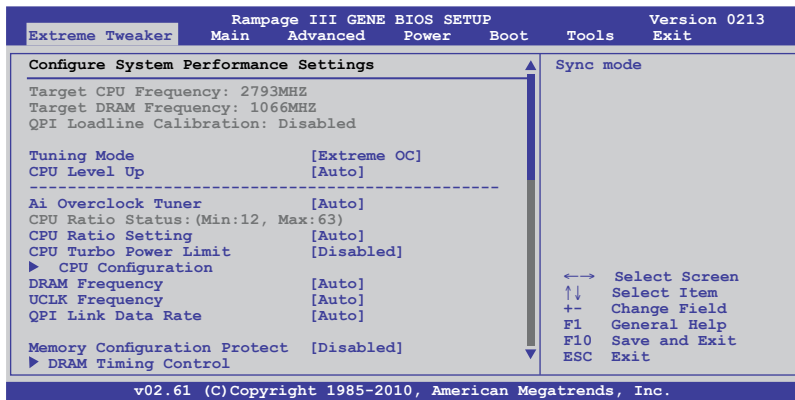 Rampage III GENE BIOS SETUP Version 0213
Extreme Tweaker Main Advanced Power Boot Tools Exit
Configure System Performance Settings
Target CPU Frequency: 2793MHZ
Target DRAM Frequency: 1066MHZ
QPI Loadline Calibration: Disabled
Tuning Mode [Extreme OC]
CPU Level Up [Auto]
--------------------------------------------------
Ai Overclock Tuner [Auto]
CPU Ratio Status:(Min:12, Max:63)
CPU Ratio Setting [Auto]
CPU Turbo Power Limit [Disabled]
▶ CPU Configuration
DRAM Frequency [Auto]
UCLK Frequency [Auto]
QPI Link Data Rate [Auto]
Memory Configuration Protect [Disabled]
▶ DRAM Timing Control
Sync mode
←→ Select Screen
↑↓ Select Item
+- Change Field
F1 General Help
F10 Save and Exit
ESC Exit
v02.61 (C)Copyright 1985-2010, American Megatrends, Inc.